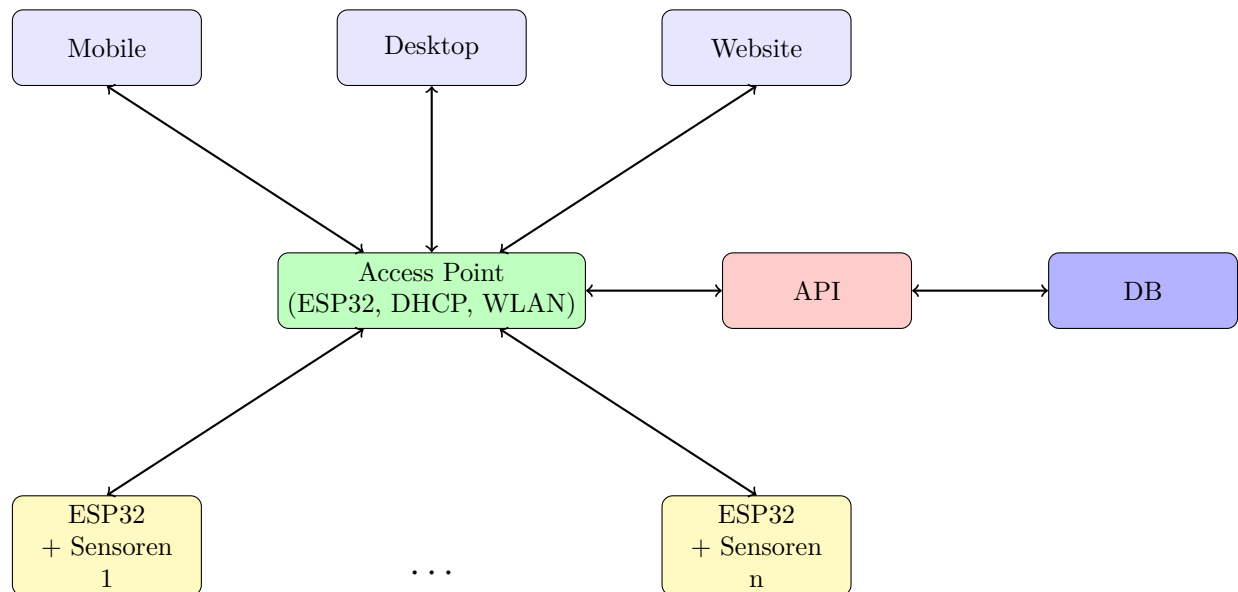 Mobile
Desktop
Website
Access Point
(ESP32, DHCP, WLAN)
API
DB
ESP32
+ Sensoren
1
...
ESP32
+ Sensoren
n